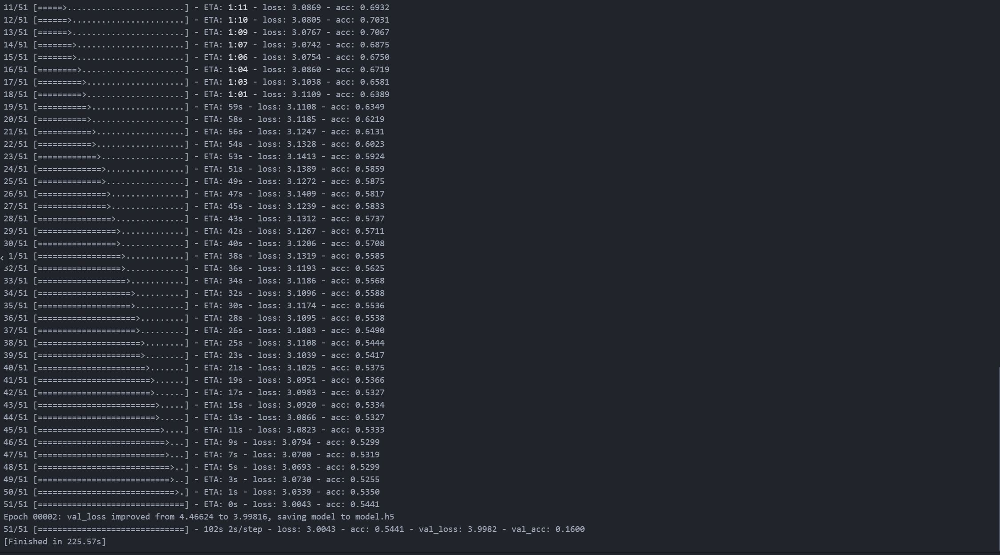 11/51 [=====>........................] - ETA: 1:11 - loss: 3.0869 - acc: 0.6932
12/51 [======>.......................] - ETA: 1:10 - loss: 3.0805 - acc: 0.7031
13/51 [======>.......................] - ETA: 1:09 - loss: 3.0767 - acc: 0.7067
14/51 [=======>......................] - ETA: 1:07 - loss: 3.0742 - acc: 0.6875
15/51 [=======>......................] - ETA: 1:06 - loss: 3.0754 - acc: 0.6750
16/51 [========>.....................] - ETA: 1:04 - loss: 3.0860 - acc: 0.6719
17/51 [=========>....................] - ETA: 1:03 - loss: 3.1038 - acc: 0.6581
18/51 [=========>....................] - ETA: 1:01 - loss: 3.1109 - acc: 0.6389
19/51 [==========>...................] - ETA: 59s - loss: 3.1108 - acc: 0.6349
20/51 [==========>...................] - ETA: 58s - loss: 3.1185 - acc: 0.6219
21/51 [===========>..................] - ETA: 56s - loss: 3.1247 - acc: 0.6131
22/51 [===========>..................] - ETA: 54s - loss: 3.1328 - acc: 0.6023
23/51 [============>.................] - ETA: 53s - loss: 3.1413 - acc: 0.5924
24/51 [=============>................] - ETA: 51s - loss: 3.1389 - acc: 0.5859
25/51 [=============>................] - ETA: 49s - loss: 3.1272 - acc: 0.5875
26/51 [==============>...............] - ETA: 47s - loss: 3.1409 - acc: 0.5817
27/51 [==============>...............] - ETA: 45s - loss: 3.1239 - acc: 0.5833
28/51 [===============>..............] - ETA: 43s - loss: 3.1312 - acc: 0.5737
29/51 [================>.............] - ETA: 42s - loss: 3.1267 - acc: 0.5711
30/51 [================>.............] - ETA: 40s - loss: 3.1206 - acc: 0.5708
1/51 [=================>............] - ETA: 38s - loss: 3.1319 - acc: 0.5585
32/51 [=================>............] - ETA: 36s - loss: 3.1193 - acc: 0.5625
33/51 [==================>...........] - ETA: 34s - loss: 3.1186 - acc: 0.5568
34/51 [===================>..........] - ETA: 32s - loss: 3.1096 - acc: 0.5588
35/51 [===================>..........] - ETA: 30s - loss: 3.1174 - acc: 0.5536
36/51 [====================>.........] - ETA: 28s - loss: 3.1095 - acc: 0.5538
37/51 [====================>.........] - ETA: 26s - loss: 3.1083 - acc: 0.5490
38/51 [=====================>........] - ETA: 25s - loss: 3.1108 - acc: 0.5444
39/51 [=====================>........] - ETA: 23s - loss: 3.1039 - acc: 0.5417
40/51 [======================>.......] - ETA: 21s - loss: 3.1025 - acc: 0.5375
41/51 [=======================>......] - ETA: 19s - loss: 3.0951 - acc: 0.5366
42/51 [=======================>......] - ETA: 17s - loss: 3.0983 - acc: 0.5327
43/51 [========================>.....] - ETA: 15s - loss: 3.0920 - acc: 0.5334
44/51 [========================>.....] - ETA: 13s - loss: 3.0866 - acc: 0.5327
45/51 [=========================>....] - ETA: 11s - loss: 3.0823 - acc: 0.5333
46/51 [==========================>...] - ETA: 9s - loss: 3.0794 - acc: 0.5299
47/51 [==========================>...] - ETA: 7s - loss: 3.0700 - acc: 0.5319
48/51 [===========================>..] - ETA: 5s - loss: 3.0693 - acc: 0.5299
49/51 [===========================>..] - ETA: 3s - loss: 3.0730 - acc: 0.5255
50/51 [============================>.] - ETA: 1s - loss: 3.0339 - acc: 0.5350
51/51 [==============================] - ETA: 0s - loss: 3.0043 - acc: 0.5441
Epoch 00002: val_loss improved from 4.46624 to 3.99816, saving model to model.h5
51/51 [==============================] - 102s 2s/step - loss: 3.0043 - acc: 0.5441 - val_loss: 3.9982 - val_acc: 0.1600
[Finished in 225.57s]